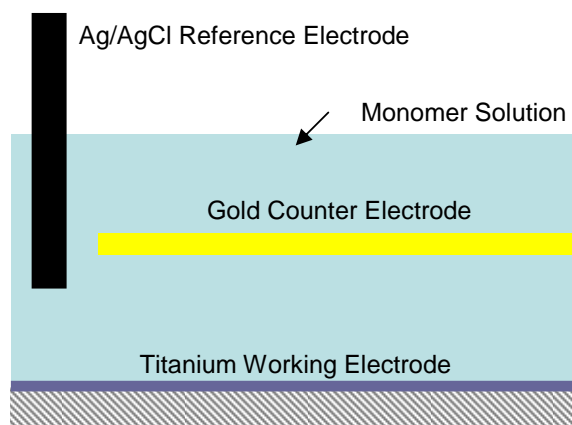 Ag/AgCl Reference Electrode
Monomer Solution
Gold Counter Electrode
Titanium Working Electrode